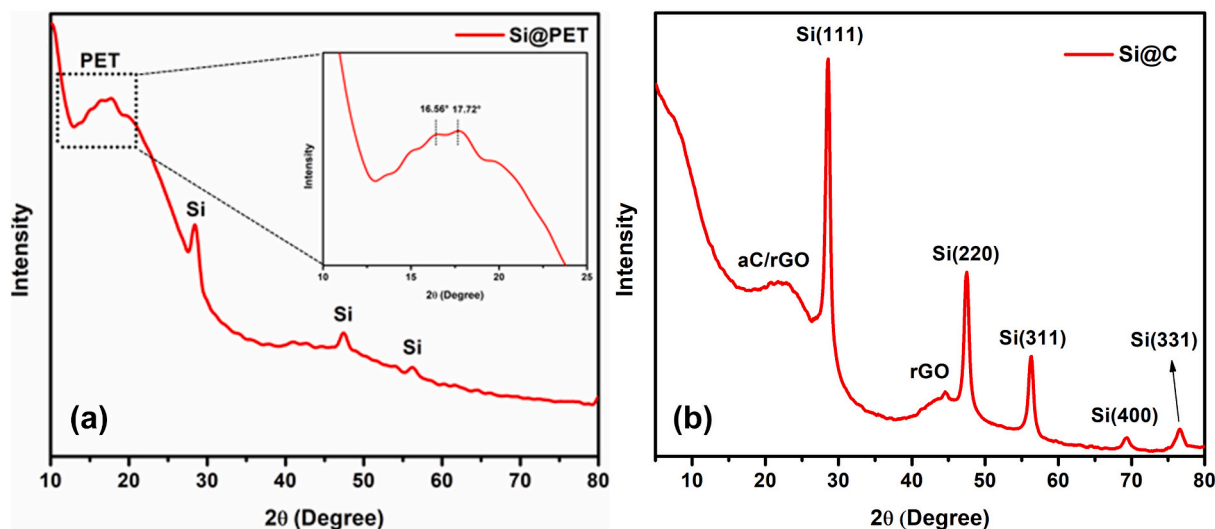 Si@PET
PET
16.56° 17.72°
Intensity
10 15 20 25
2θ (Degree)
Si
Si
Si
Intensity
(a)
10 20 30 40 50 60 70 80
2θ (Degree)
Si@C
Si(111)
aC/rGO
Si(220)
Si(311)
Si(331)
rGO
Si(400)
Intensity
(b)
10 20 30 40 50 60 70 80
2θ (Degree)